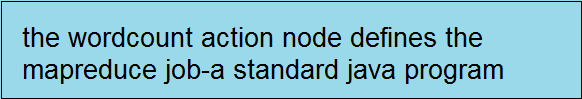 the wordcount action node defines the
mapreduce job-a standard java program